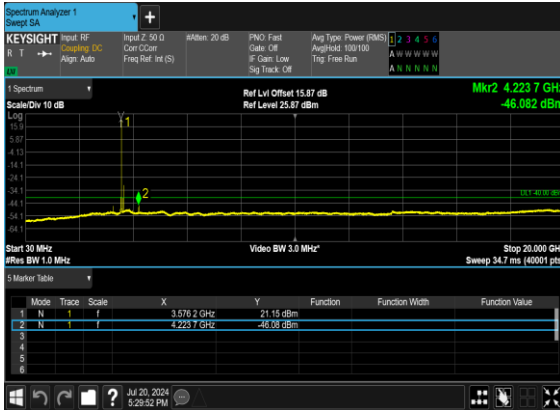 Spectrum Analyzer 1
Swept SA
+
KEYSIGHT Input: RF Input Z: 50 Ω #Atten: 20 dB PNO: Fast Avg Type: Power (RMS) 1 2 3 4 5 6
R T Coupling: DC Corr CCorr Gate: Off Avg|Hold: 100/100 A W W W W W
Align: Auto Freq Ref: Int (S) IF Gain: Low Trig: Free Run
Sig Track: Off A N N N N N
LXI
1 Spectrum Ref Lvl Offset 15.87 dB Mkr2 4.223 7 GHz
Scale/Div 10 dB Ref Level 25.87 dBm -46.082 dBm
Log
15.9
5.87
-4.13
-14.1
-24.1
-34.1
-44.1
-54.1
-64.1
1
2
DL1 -40.00 dBm
Start 30 MHz Video BW 3.0 MHz* Stop 20.000 GHz
#Res BW 1.0 MHz Sweep 34.7 ms (40001 pts)
5 Marker Table
Mode Trace Scale X Y Function Function Width Function Value
1 N 1 f 3.576 2 GHz 21.15 dBm
2 N 1 f 4.223 7 GHz -46.08 dBm
3
4
5
6
? Jul 20, 2024
5:29:52 PM